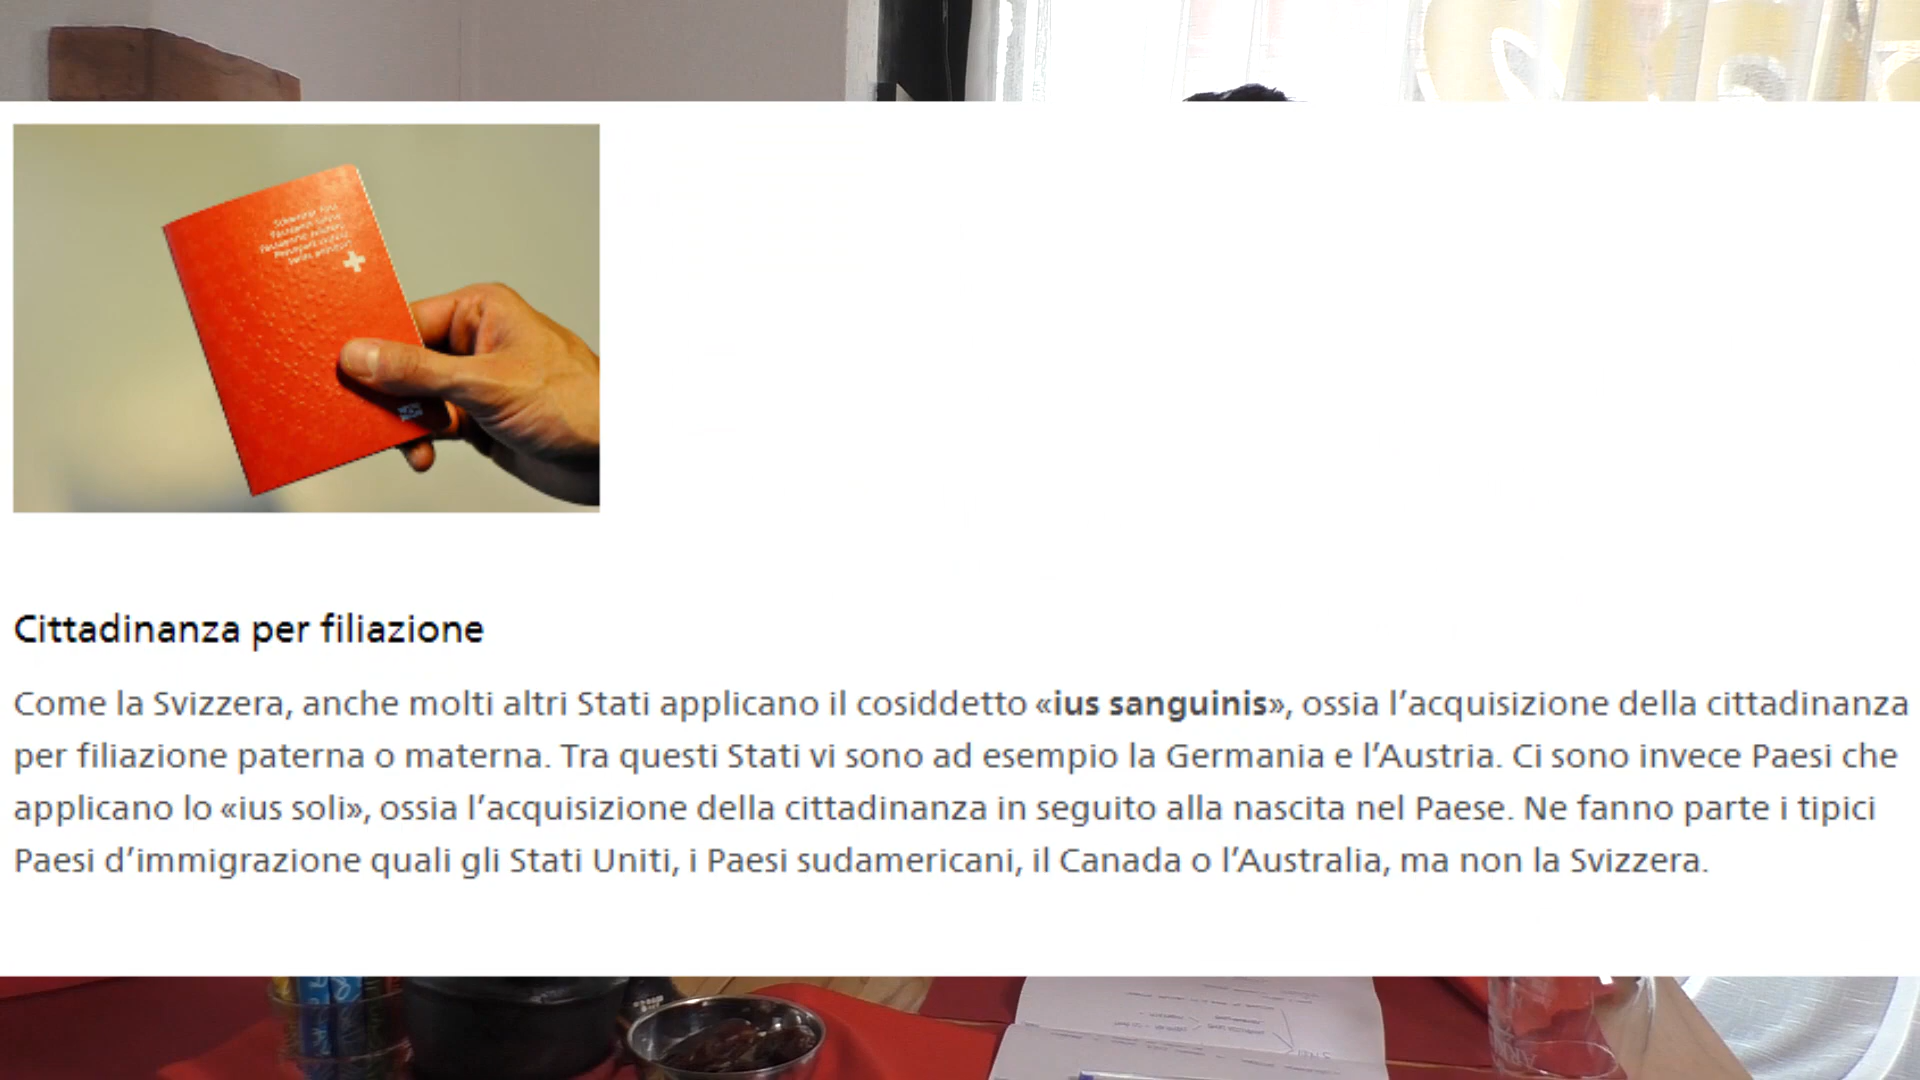 Cittadinanza per filiazione
Come la Svizzera, anche molti altri Stati applicano il cosiddetto «ius sanguinis», ossia l’acquisizione della cittadinanza
per filiazione paterna o materna. Tra questi Stati vi sono ad esempio la Germania e l’Austria. Ci sono invece Paesi che
applicano lo «ius soli», ossia l’acquisizione della cittadinanza in seguito alla nascita nel Paese. Ne fanno parte i tipici
Paesi d’immigrazione quali gli Stati Uniti, i Paesi sudamericani, il Canada o l’Australia, ma non la Svizzera.